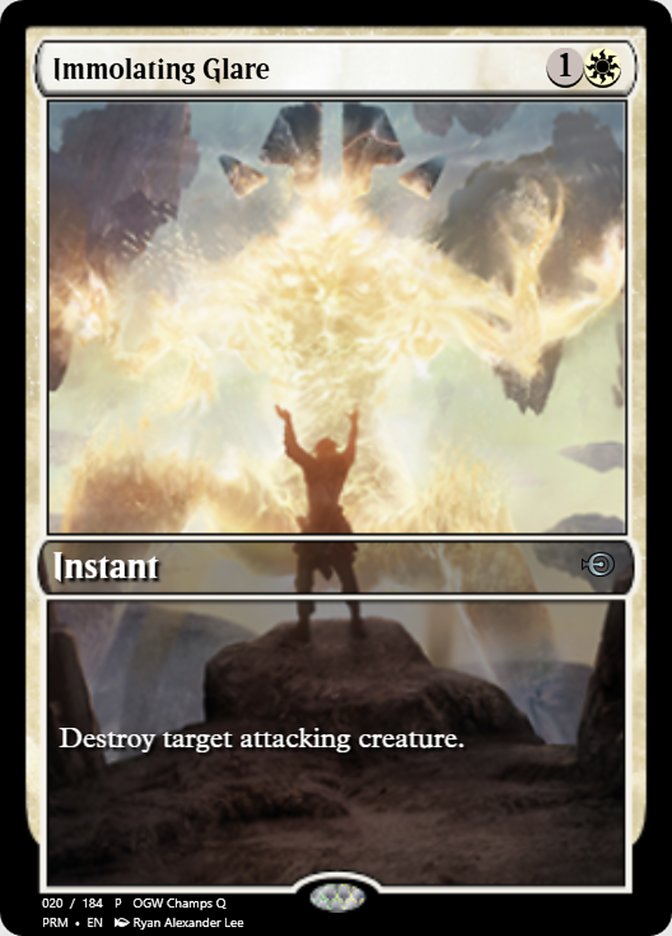 Immolating Glare 1
Instant
Destroy target attacking creature.
020 / 184 P OGW Champs Q
PRM • EN Ryan Alexander Lee